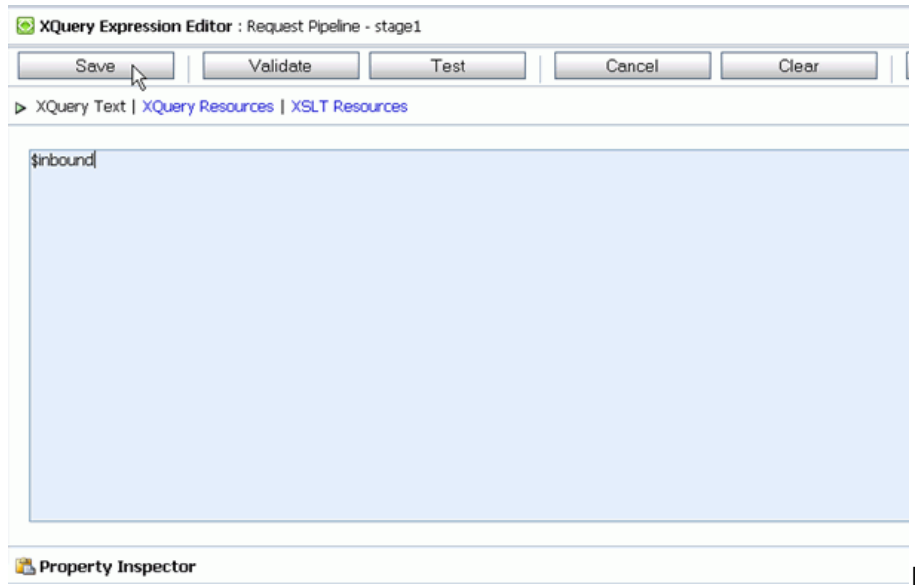 XQuery Expression Editor : Request Pipeline - stage1
Save Validate Test Cancel Clear
XQuery Text | XQuery Resources | XSLT Resources
$inbound
Property Inspector